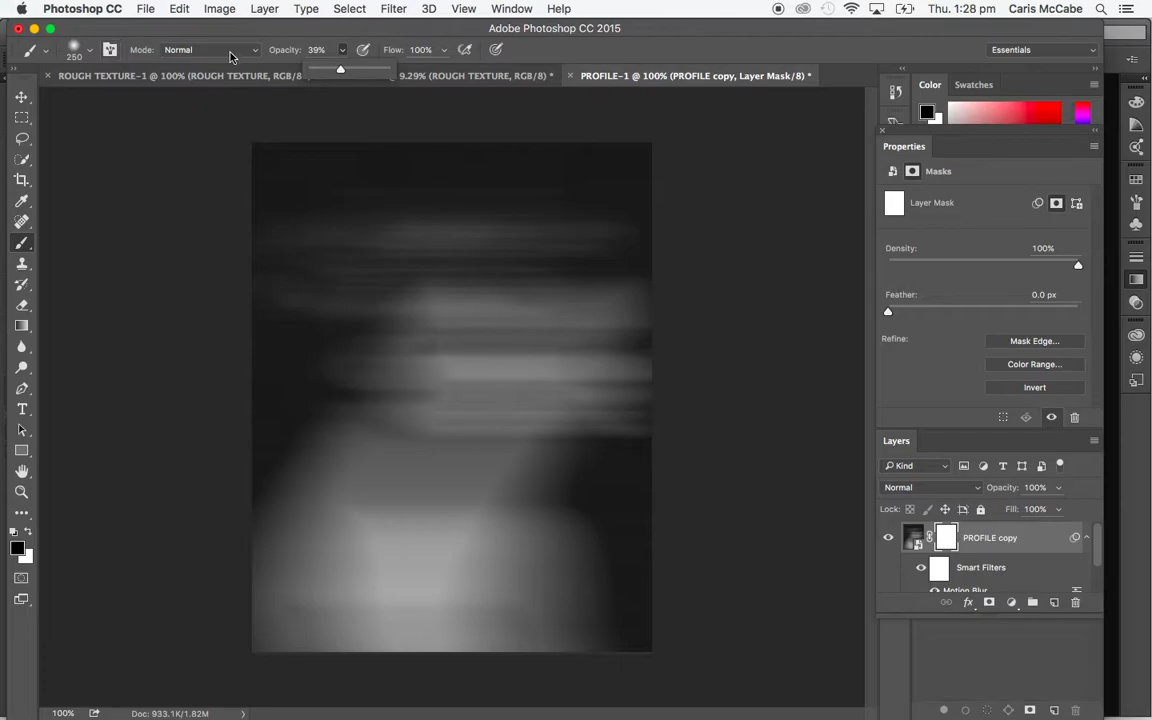 Photoshop CC File Edit Image Layer Type Select Filter 3D View Window Help Thu. 1:28 pm Caris McCabe
Adobe Photoshop CC 2015
250 Mode: Normal Opacity: 39% Flow: 100% Essentials
ROUGH TEXTURE-1 @ 100% (ROUGH TEXTURE, RGB/8 9.29% (ROUGH TEXTURE, RGB/8) * PROFILE-1 @ 100% (PROFILE copy, Layer Mask/8) *
Color Swatches
Properties
Masks
Layer Mask
Density: 100%
Feather: 0.0 px
Refine: Mask Edge...
Color Range...
Invert
Layers
Kind
Normal Opacity: 100%
Lock: Fill: 100%
PROFILE copy
Smart Filters
Motion Blur
100% Doc: 933.1K/1.82M